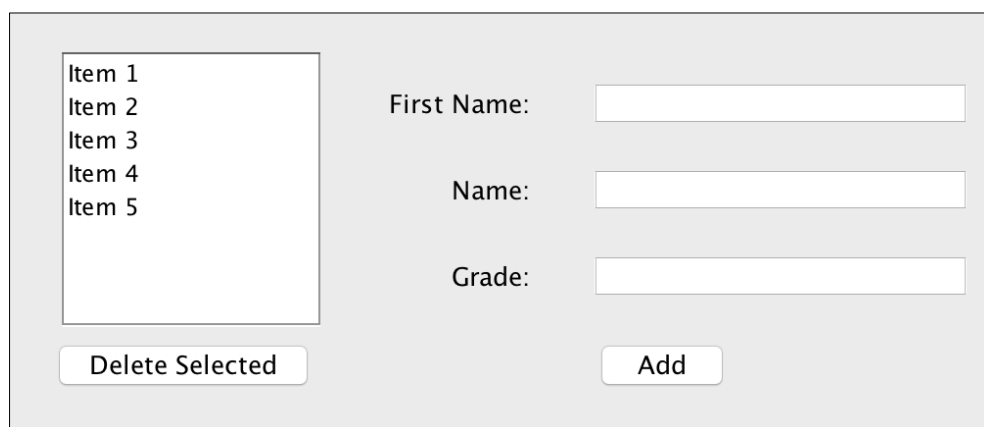 Item 1
Item 2
Item 3
Item 4
Item 5
Delete Selected
First Name:
Name:
Grade:
Add